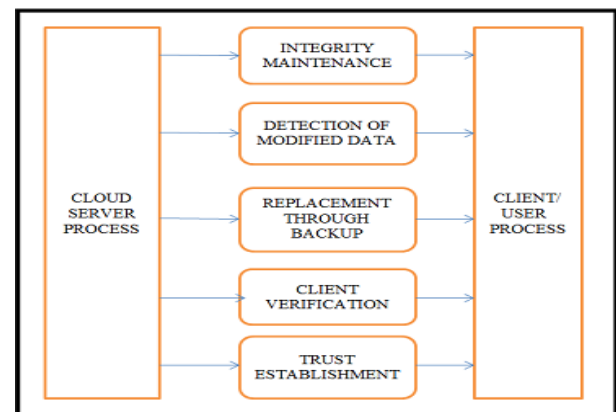 CLOUD
SERVER
PROCESS
INTEGRITY
MAINTENANCE
DETECTION OF
MODIFIED DATA
REPLACEMENT
THROUGH
BACKUP
CLIENT
VERIFICATION
TRUST
ESTABLISHMENT
CLIENT/
USER
PROCESS